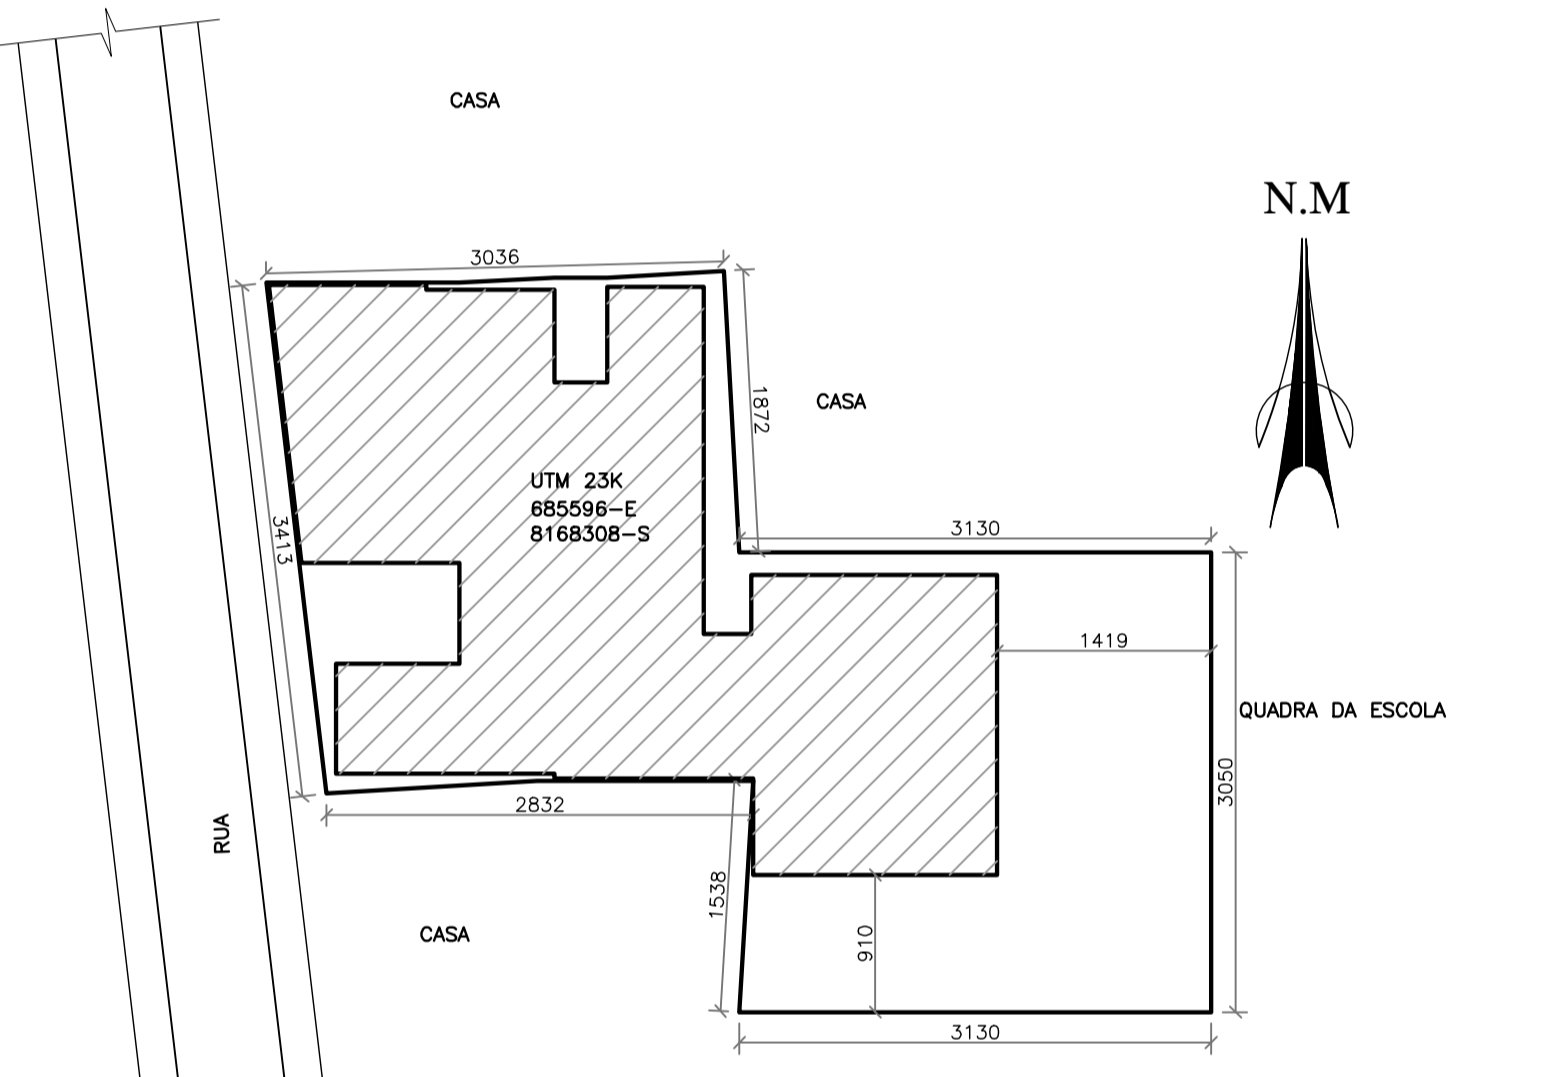 CASA
N.M
3036
1872
CASA
UTM 23K
685596-E
8168308-S
3413
3130
1419
QUADRA DA ESCOLA
3050
2832
RUA
1538
CASA
910
3130